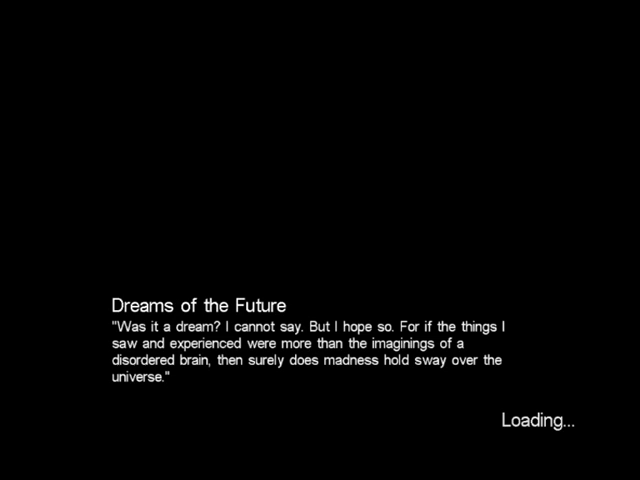 Dreams of the Future
"Was it a dream? I cannot say. But I hope so. For if the things I
saw and experienced were more than the imaginings of a
disordered brain, then surely does madness hold sway over the
universe."
Loading...